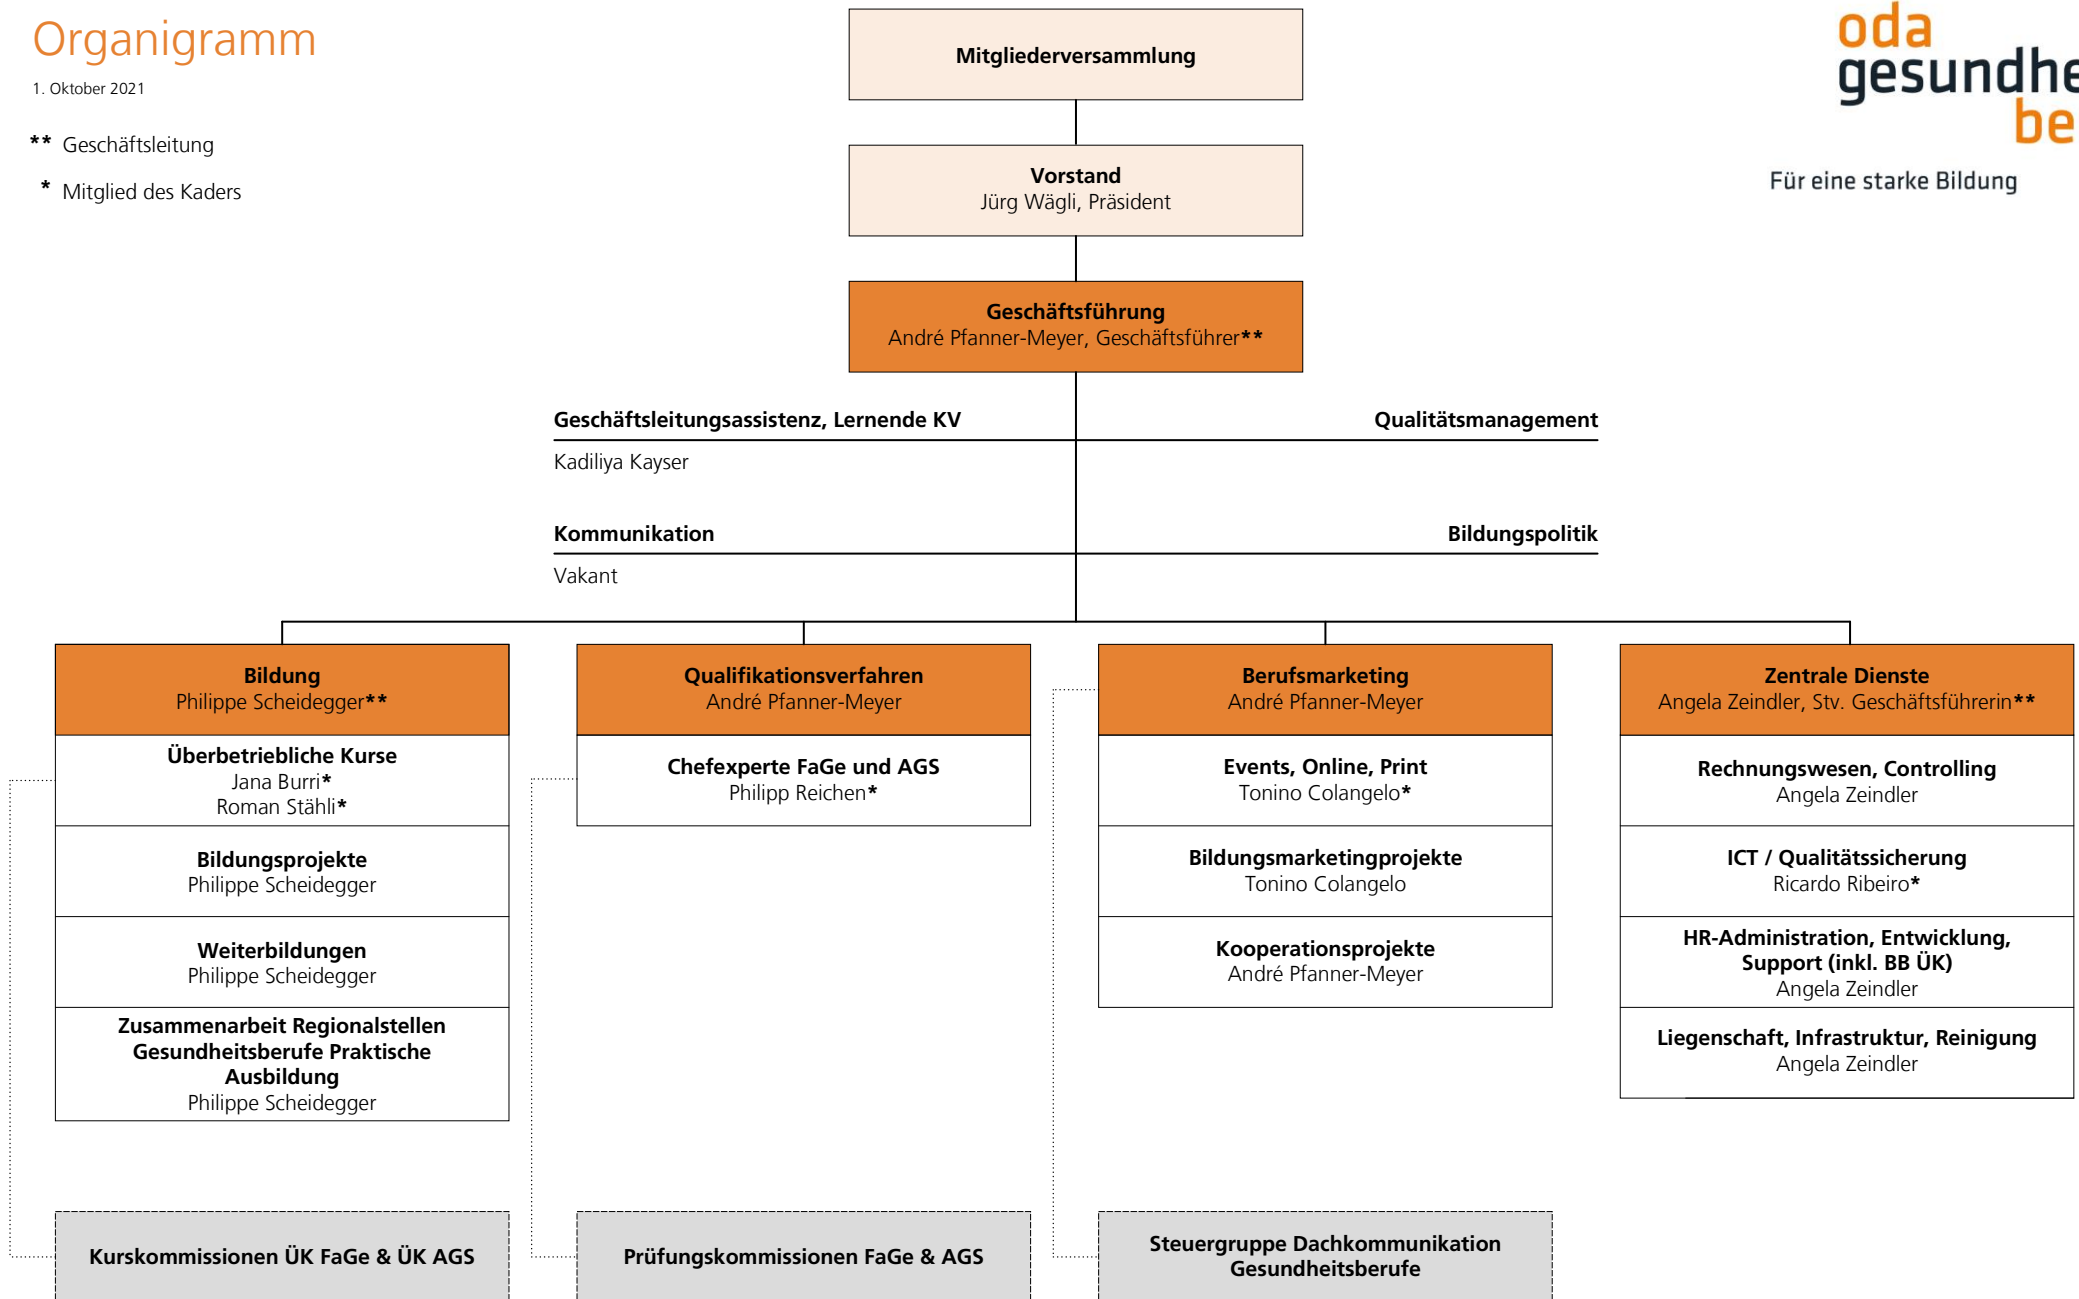 Organigramm
1. Oktober 2021
** Geschäftsleitung
* Mitglied des Kaders
oda
gesundhe
be
Für eine starke Bildung
Mitgliederversammlung
Vorstand
Jürg Wägli, Präsident
Geschäftsführung
André Pfanner-Meyer, Geschäftsführer**
Geschäftsleitungsassistenz, Lernende KV
Kadiliya Kayser
Qualitätsmanagement
Kommunikation
Vakant
Bildungspolitik
Bildung
Philippe Scheidegger**
Überbetriebliche Kurse
Jana Burri*
Roman Stähli*
Bildungsprojekte
Philippe Scheidegger
Weiterbildungen
Philippe Scheidegger
Zusammenarbeit Regionalstellen
Gesundheitsberufe Praktische
Ausbildung
Philippe Scheidegger
Kurskommissionen ÜK FaGe & ÜK AGS
Qualifikationsverfahren
André Pfanner-Meyer
Chefexperte FaGe und AGS
Philipp Reichen*
Prüfungskommissionen FaGe & AGS
Berufsmarketing
André Pfanner-Meyer
Events, Online, Print
Tonino Colangelo*
Bildungsmarketingprojekte
Tonino Colangelo
Kooperationsprojekte
André Pfanner-Meyer
Steuergruppe Dachkommunikation
Gesundheitsberufe
Zentrale Dienste
Angela Zeindler, Stv. Geschäftsführerin**
Rechnungswesen, Controlling
Angela Zeindler
ICT / Qualitätssicherung
Ricardo Ribeiro*
HR-Administration, Entwicklung,
Support (inkl. BB ÜK)
Angela Zeindler
Liegenschaft, Infrastruktur, Reinigung
Angela Zeindler